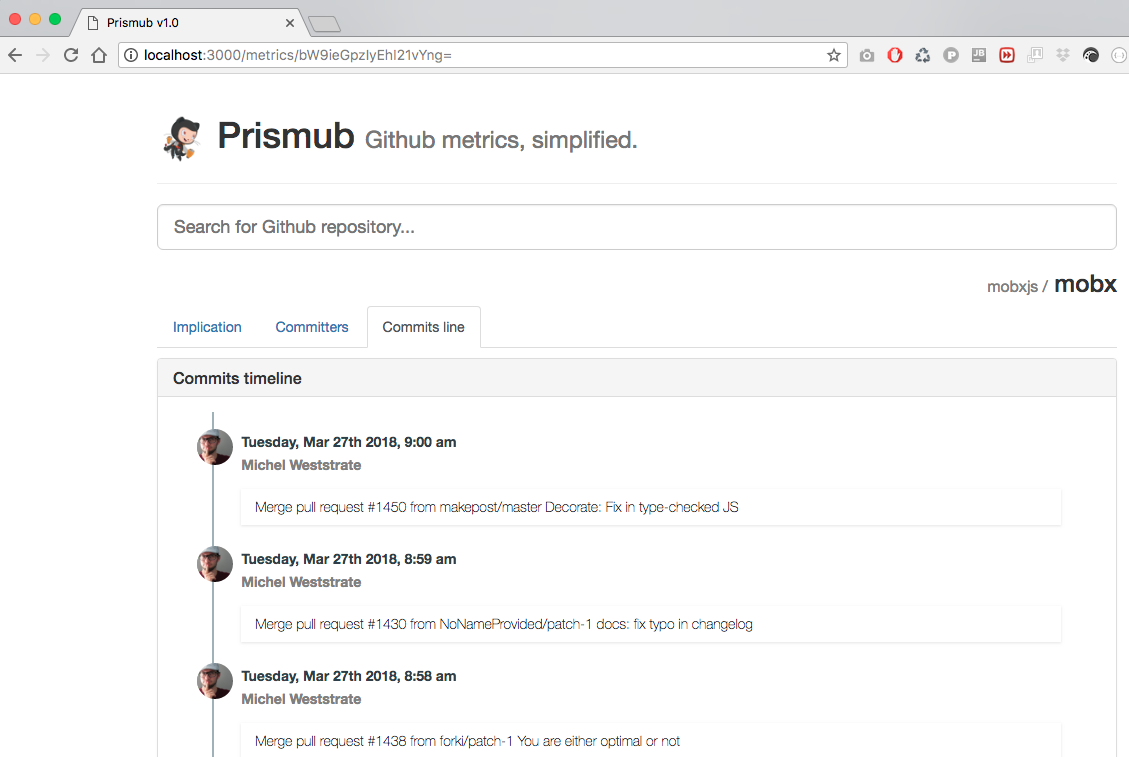 Prismub v1.0
localhost:3000/metrics/bW9ieGpzIyEhI21vYng=
Prismub Github metrics, simplified.
Search for Github repository...
mobxjs / mobx
Implication Committers Commits line
Commits timeline
Tuesday, Mar 27th 2018, 9:00 am
Michel Weststrate
Merge pull request #1450 from makepost/master Decorate: Fix in type-checked JS
Tuesday, Mar 27th 2018, 8:59 am
Michel Weststrate
Merge pull request #1430 from NoNameProvided/patch-1 docs: fix typo in changelog
Tuesday, Mar 27th 2018, 8:58 am
Michel Weststrate
Merge pull request #1438 from forki/patch-1 You are either optimal or not